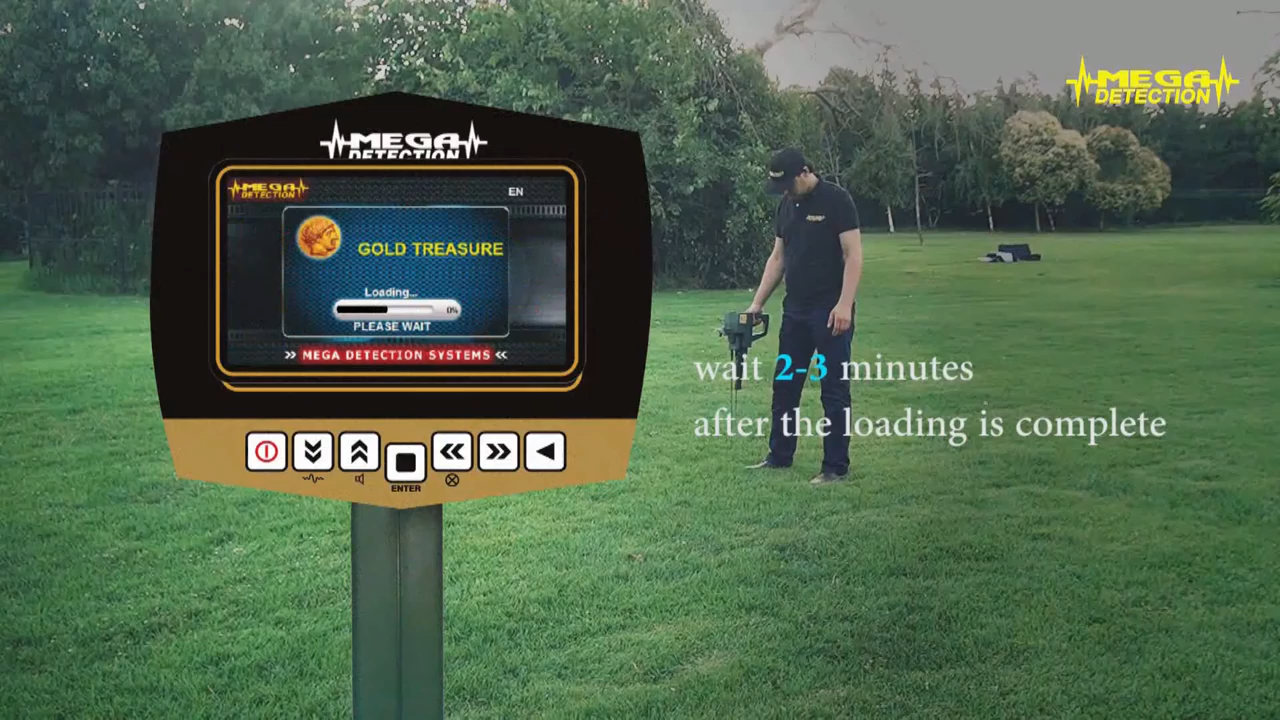 MEGA
DETECTION
MEGA
DETECTION
MEGA
DETECTION
EN
GOLD TREASURE
Loading...
0%
PLEASE WAIT
>> MEGA DETECTION SYSTEMS <<
wait 2-3 minutes
after the loading is complete
ENTER